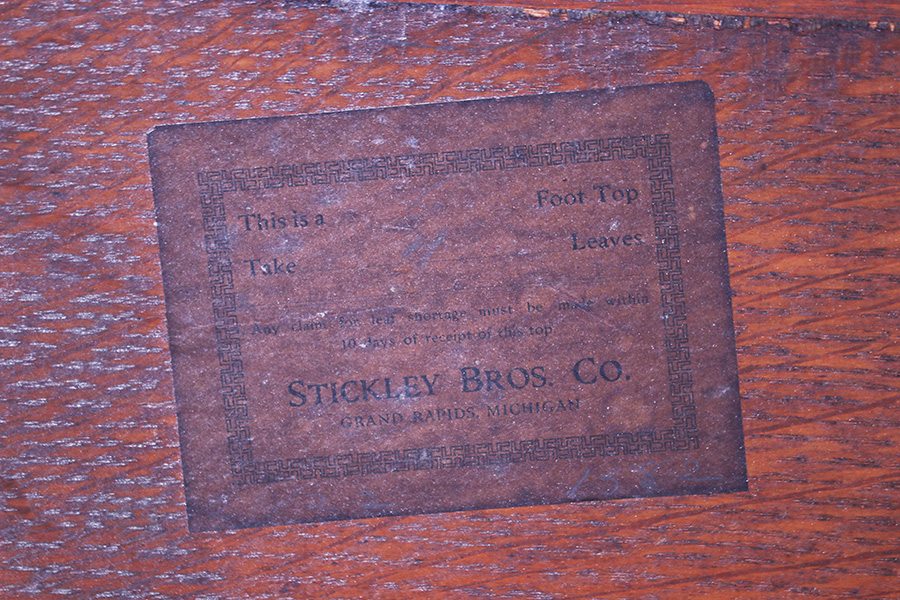 This is a Foot Top
Take Leaves
Any claim for leaf shortage must be made within
10 days of receipt of this top
STICKLEY BROS. CO.
GRAND RAPIDS, MICHIGAN